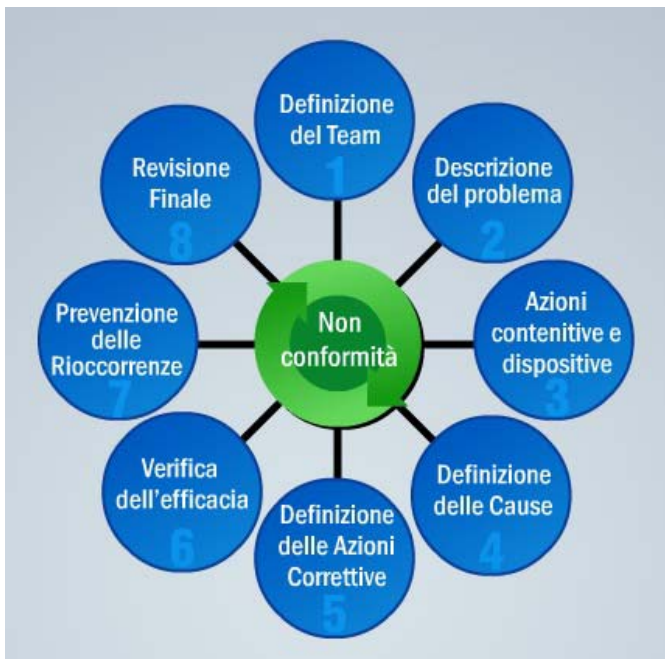 Definizione
del Team
1
Descrizione
del problema
2
Azioni
contenitive e
dispositive
3
Definizione
delle Cause
4
Definizione
delle Azioni
Correttive
5
Verifica
dell'efficacia
6
Prevenzione
delle
Rioccorrenze
7
Revisione
Finale
8
Non
conformità